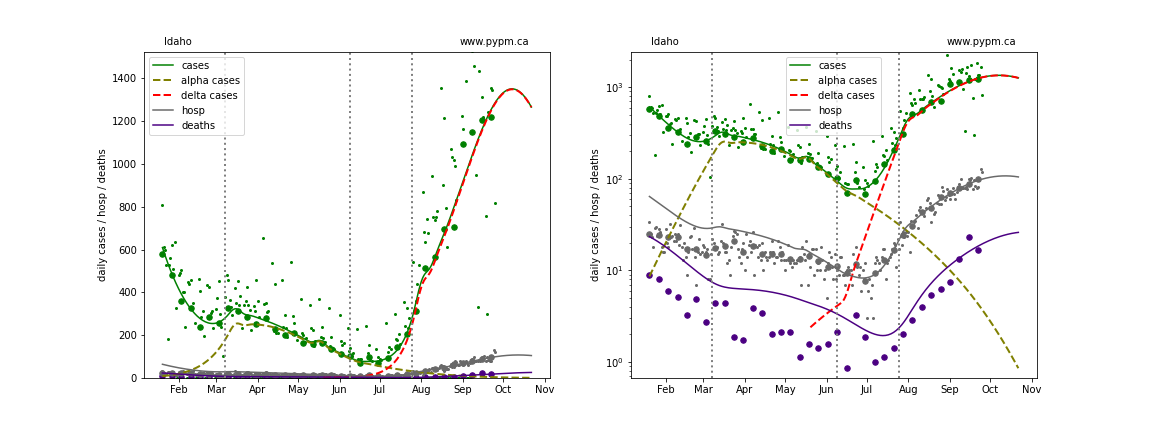 Idaho
www.pypm.ca
cases
alpha cases
delta cases
hosp
deaths
daily cases / hosp / deaths
1400
1200
1000
800
600
400
200
0
Feb Mar Apr May Jun Jul Aug Sep Oct Nov
Idaho
www.pypm.ca
cases
alpha cases
delta cases
hosp
deaths
daily cases / hosp / deaths
10³
10²
10¹
10⁰
Feb Mar Apr May Jun Jul Aug Sep Oct Nov